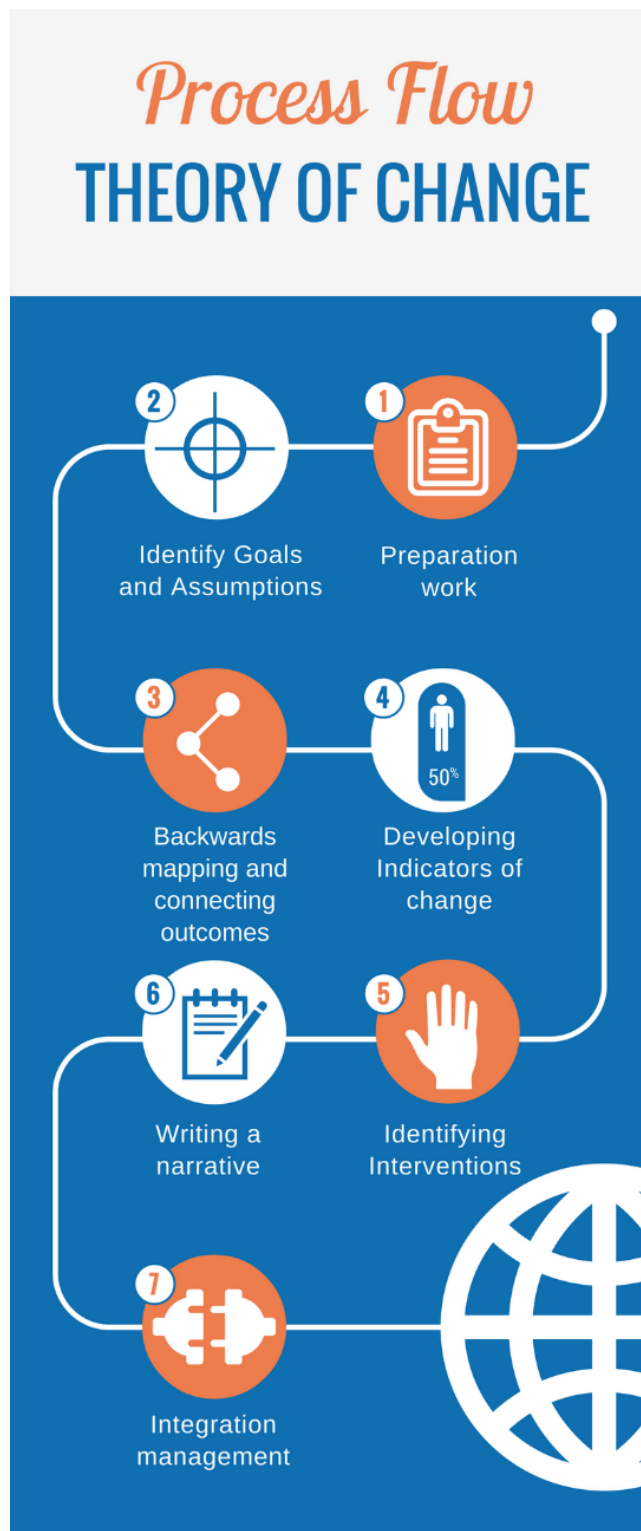 Process Flow
THEORY OF CHANGE
1
Preparation
work
2
Identify Goals
and Assumptions
3
Backwards
mapping and
connecting
outcomes
4
50%
Developing
Indicators of
change
5
Identifying
Interventions
6
Writing a
narrative
7
Integration
management